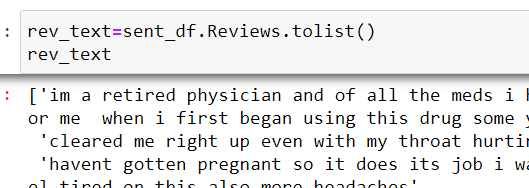 : rev_text=sent_df.Reviews.tolist()
rev_text
: ['im a retired physician and of all the meds i
or me  when i first began using this drug some
'cleared me right up even with my throat
'havent gotten pregnant so it does its job i
el tired on this also more headaches'